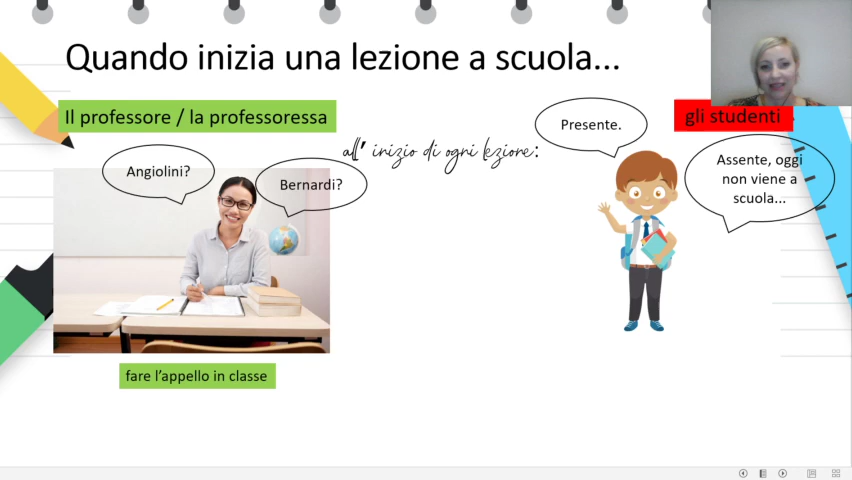 Quando inizia una lezione a scuola...
Il professore / la professoressa
gli studenti
all' inizio di ogni lezione:
Presente.
Angiolini?
Bernardi?
Assente, oggi
non viene a
scuola...
fare l'appello in classe